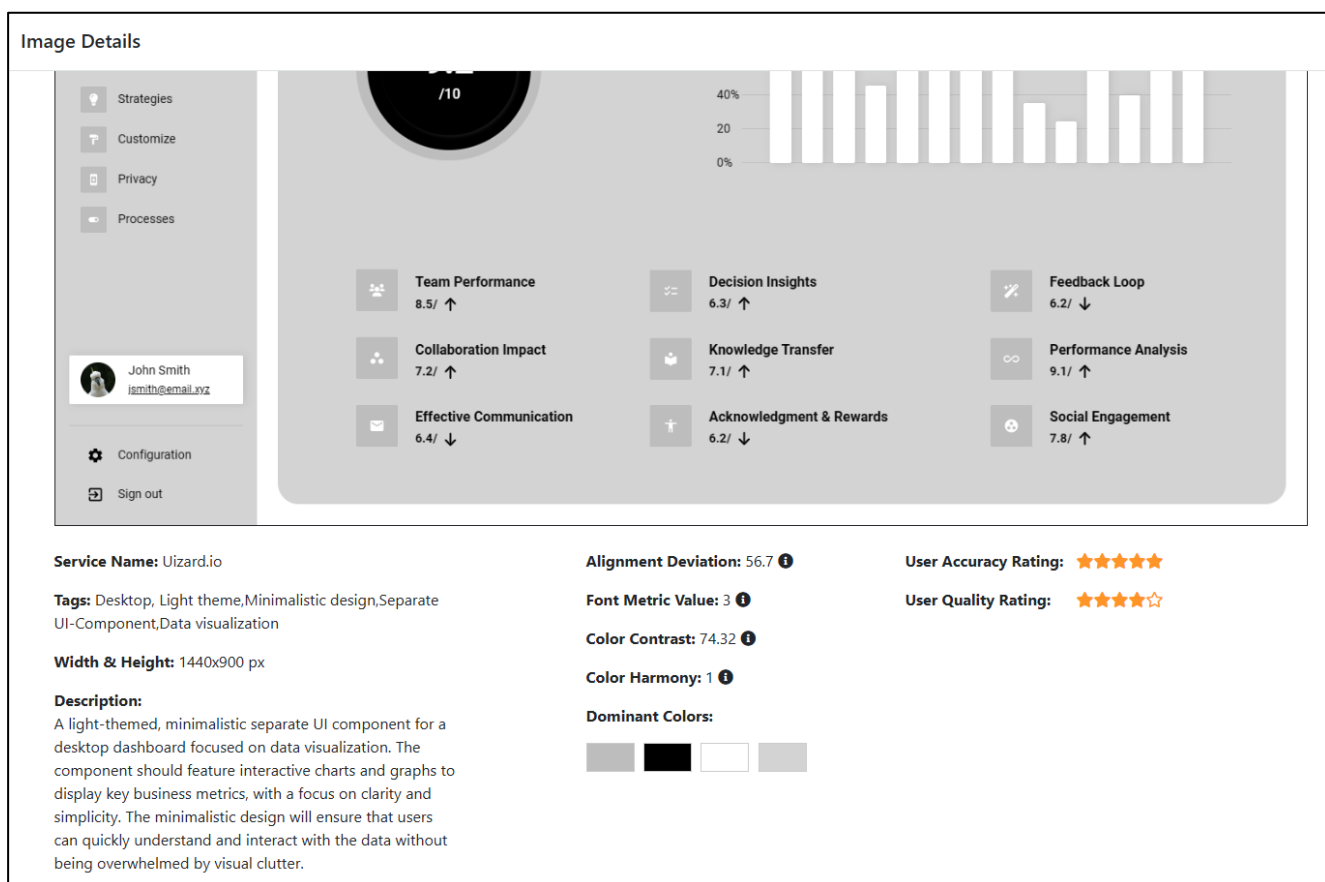 Image Details
/10
Strategies
Customize
Privacy
Processes
40%
20
0%
Team Performance
8.5/
Decision Insights
6.3/
Feedback Loop
6.2/
Collaboration Impact
7.2/
Knowledge Transfer
7.1/
Performance Analysis
9.1/
Effective Communication
6.4/
Acknowledgment & Rewards
6.2/
Social Engagement
7.8/
John Smith
jsmith@email.xyz
Configuration
Sign out
Service Name: Uizard.io
Tags: Desktop, Light theme,Minimalistic design,Separate
UI-Component,Data visualization
Width & Height: 1440x900 px
Description:
A light-themed, minimalistic separate UI component for a
desktop dashboard focused on data visualization. The
component should feature interactive charts and graphs to
display key business metrics, with a focus on clarity and
simplicity. The minimalistic design will ensure that users
can quickly understand and interact with the data without
being overwhelmed by visual clutter.
Alignment Deviation: 56.7
Font Metric Value: 3
Color Contrast: 74.32
Color Harmony: 1
Dominant Colors:
User Accuracy Rating:
User Quality Rating: